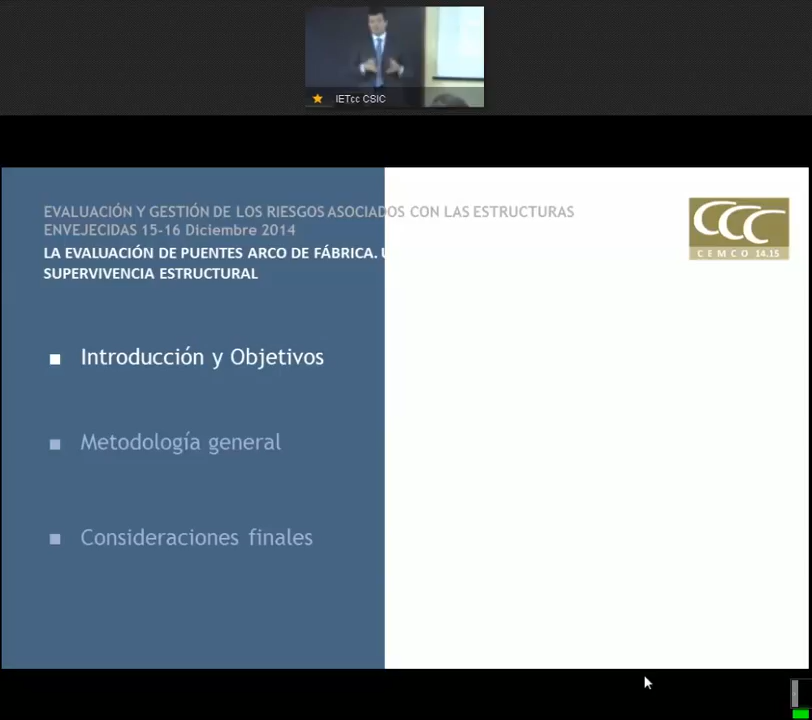 IETcc CSIC
EVALUACIÓN Y GESTIÓN DE LOS RIESGOS ASOCIADOS CON LAS ESTRUCTURAS
ENVEJECIDAS 15-16 Diciembre 2014
LA EVALUACIÓN DE PUENTES ARCO DE FÁBRICA. U
SUPERVIVENCIA ESTRUCTURAL
CCC
CEMCO 14.15
Introducción y Objetivos
Metodología general
Consideraciones finales